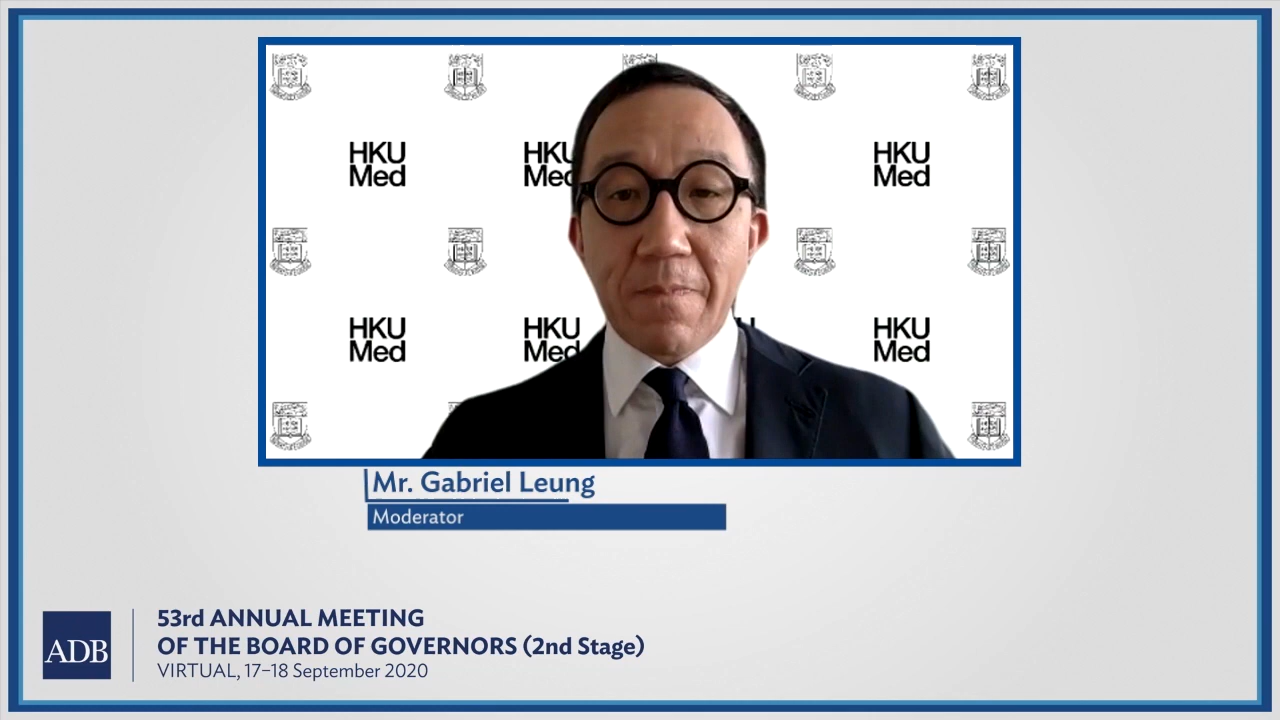 HKU
Med
HKU
Med
HKU
Med
HKU
Med
HKU
Med
HKU
Med
Mr. Gabriel Leung
Moderator
ADB
53rd ANNUAL MEETING
OF THE BOARD OF GOVERNORS (2nd Stage)
VIRTUAL, 17–18 September 2020